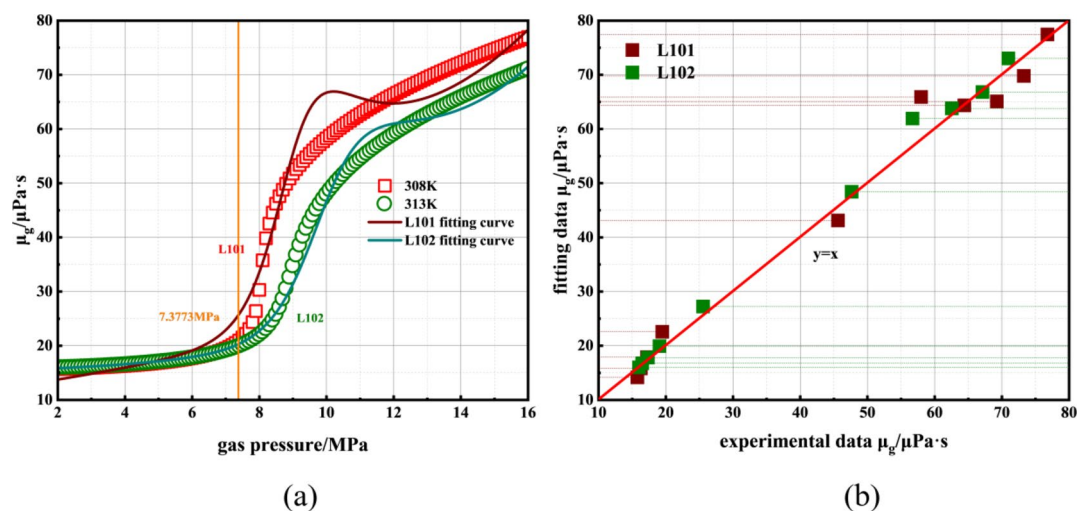 80
70
60
50
40
30
20
10
μg/μPa·s
308K
313K
L101 fitting curve
L102 fitting curve
L101
7.3773MPa
L102
2 4 6 8 10 12 14 16
gas pressure/MPa
(a)
80
70
60
50
40
30
20
10
fitting data μg/μPa·s
L101
L102
y=x
10 20 30 40 50 60 70 80
experimental data μg/μPa·s
(b)